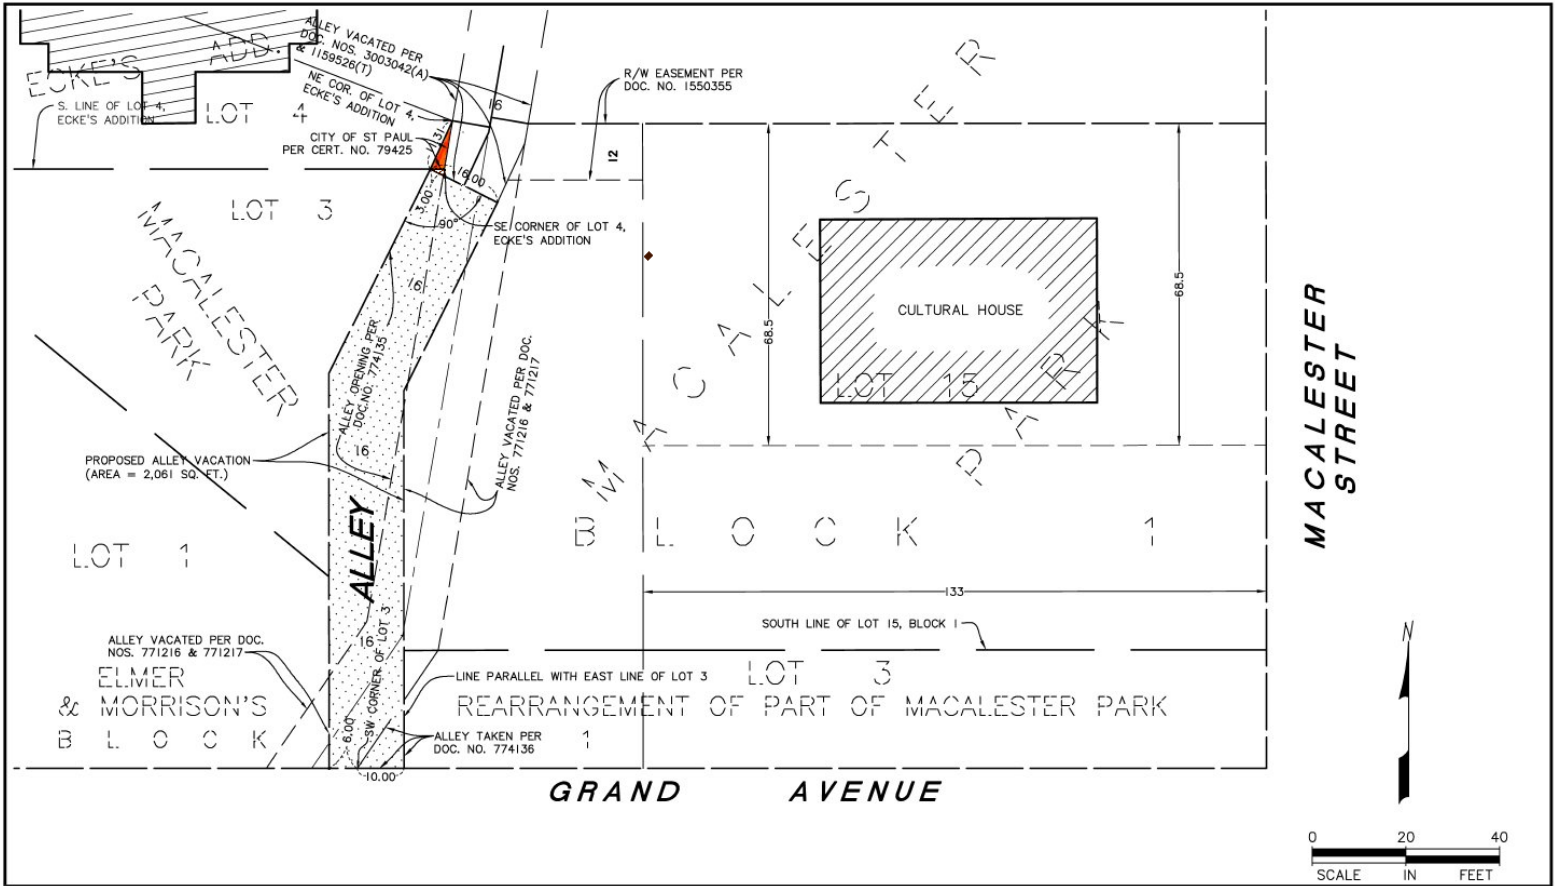 ALLEY VACATED PER
DOC. NOS. 3003042(A)
& 1159526(T)
NE COR. OF LOT 4,
ECKE'S ADDITION
CITY OF ST PAUL
PER CERT. NO. 79425
ECKE'S ADD.
S. LINE OF LOT 4,
ECKE'S ADDITION
LOT 4
R/W EASEMENT PER
DOC. NO. 1550355
16
12
16.00
3.00
90°
SE CORNER OF LOT 4,
ECKE'S ADDITION
LOT 3
MACALESTER
PARK
16
ALLEY OPENING PER
DOC.NO. 774135
ALLEY VACATED PER DOC.
NOS. 771216 & 771217
MACALESTER
PARK
68.5
68.5
CULTURAL HOUSE
LOT 15
MACALESTER
STREET
PROPOSED ALLEY VACATION
(AREA = 2,061 SQ. FT.)
16
ALLEY
BLOCK 1
LOT 1
133
SOUTH LINE OF LOT 15, BLOCK 1
ALLEY VACATED PER DOC.
NOS. 771216 & 771217
16
SW CORNER OF LOT 3
6.00
LINE PARALLEL WITH EAST LINE OF LOT 3
LOT 3
ELMER
& MORRISON'S
REARRANGEMENT OF PART OF MACALESTER PARK
BLOCK 1
ALLEY TAKEN PER
DOC. NO. 774136
10.00
GRAND AVENUE
N
0 20 40
SCALE IN FEET